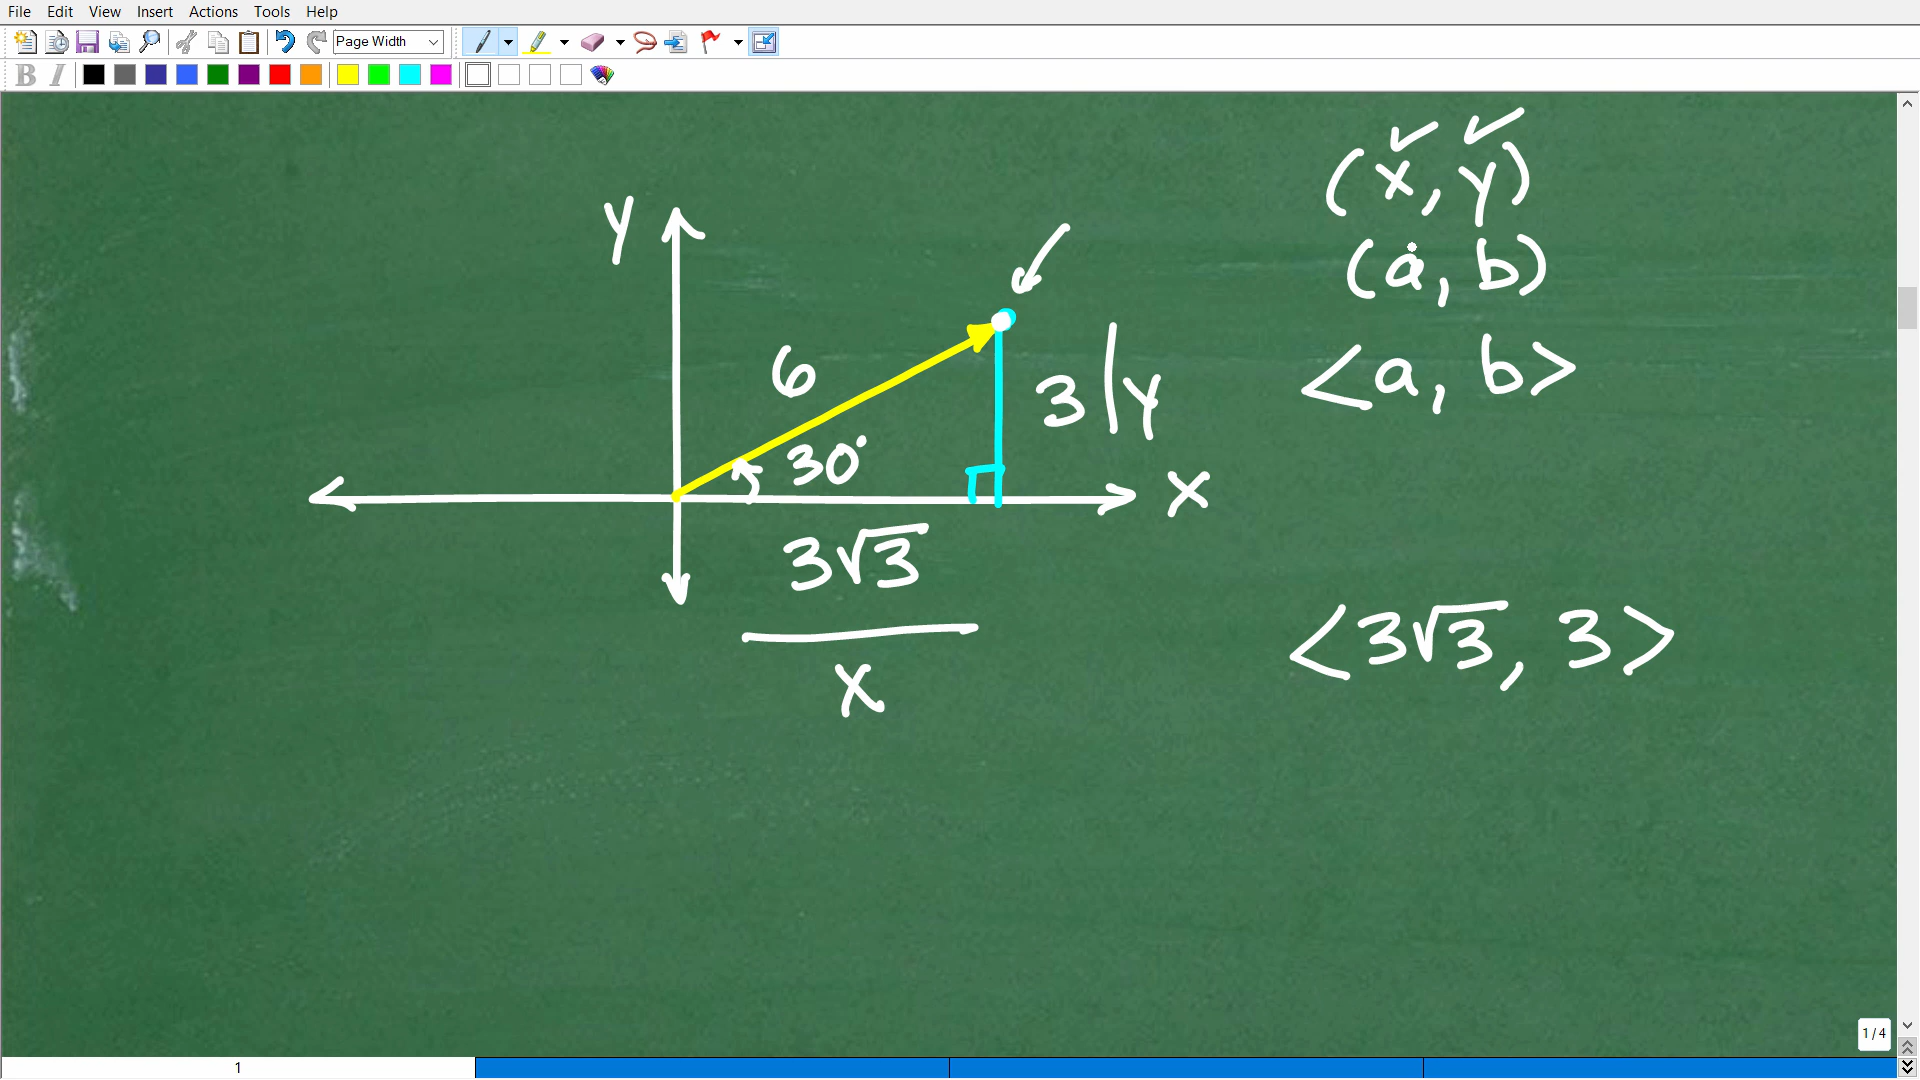 File Edit View Insert Actions Tools Help
Page Width
B I
(x, y)
y
(a, b)
6
3 | y
<a, b>
30°
x
3√3
x
<3√3, 3>
1 / 4
1